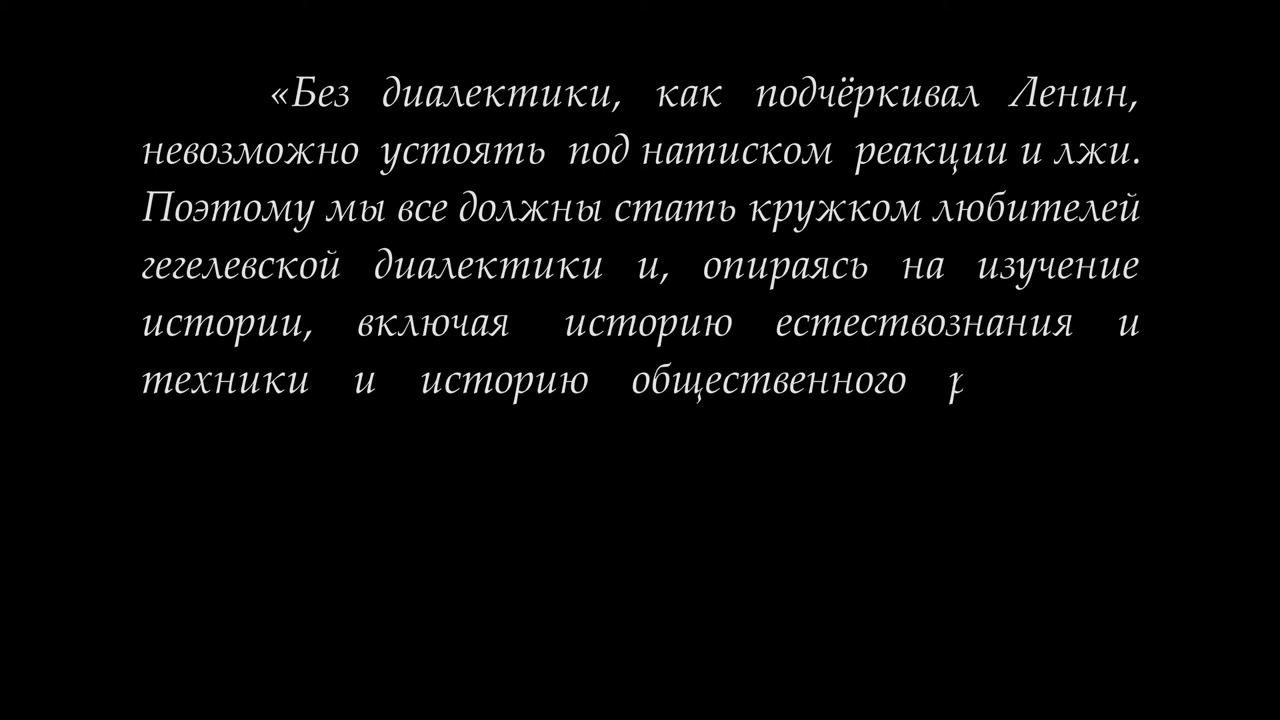 «Без диалектики, как подчёркивал Ленин,
невозможно устоять под натиском реакции и лжи.
Поэтому мы все должны стать кружком любителей
гегелевской диалектики и, опираясь на изучение
истории, включая историю естествознания и
техники и историю общественного